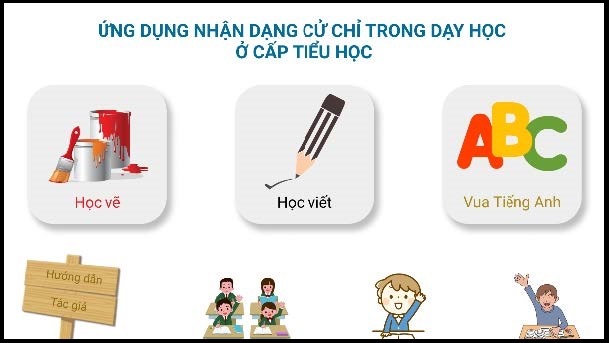 ỨNG DỤNG NHẬN DẠNG CỬ CHỈ TRONG DẠY HỌC
Ở CẤP TIỂU HỌC
ABC
Học vẽ
Học viết
Vua Tiếng Anh
Hướng dẫn
Tác giả